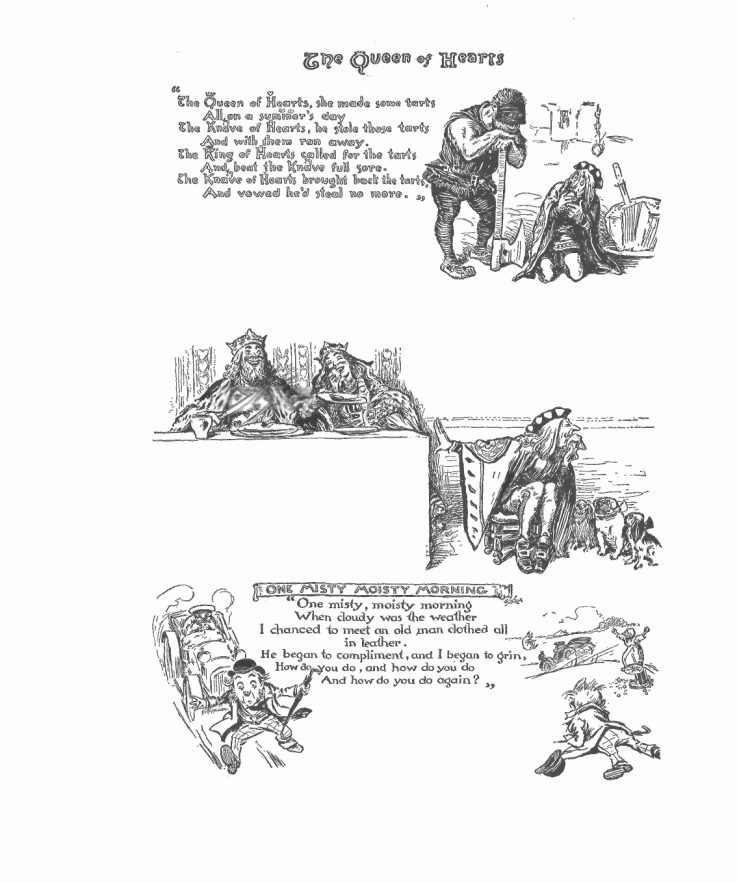 The Queen of Hearts
"The Queen of Hearts, she made some tarts
All on a summer's day
The Knave of Hearts, he stole those tarts
And with them ran away.
The King of Hearts called for the tarts
And beat the Knave full sore.
The Knave of Hearts brought back the tarts,
And vowed he'd steal no more."
ONE MISTY MOISTY MORNING
"One misty, moisty morning
When cloudy was the weather
I chanced to meet an old man clothed all
in leather.
He began to compliment, and I began to grin,
How do you do, and how do you do
And how do you do again?"